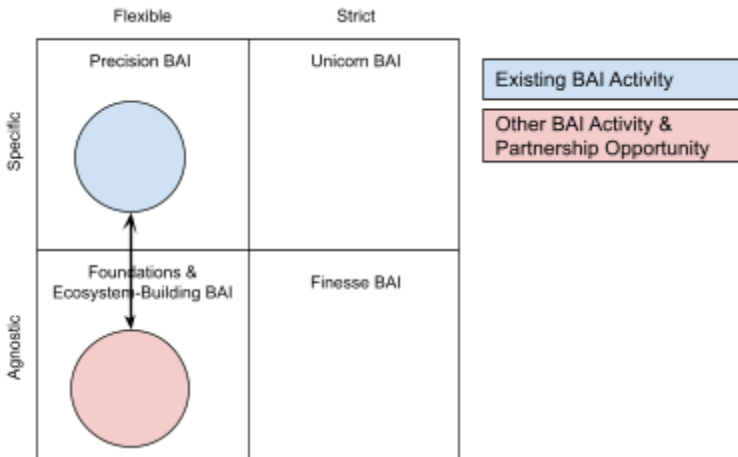 Flexible
Strict
Precision BAI
Unicorn BAI
Existing BAI Activity
Other BAI Activity &
Partnership Opportunity
Specific
Foundations &
Ecosystem-Building BAI
Finesse BAI
Agnostic